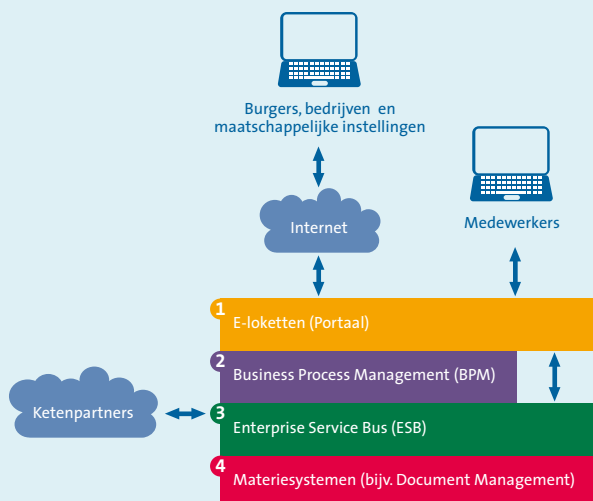 Burgers, bedrijven en
maatschappelijke instellingen
Internet
Medewerkers
1
E-loketten (Portaal)
2
Business Process Management (BPM)
Ketenpartners
3
Enterprise Service Bus (ESB)
4
Materiesystemen (bijv. Document Management)